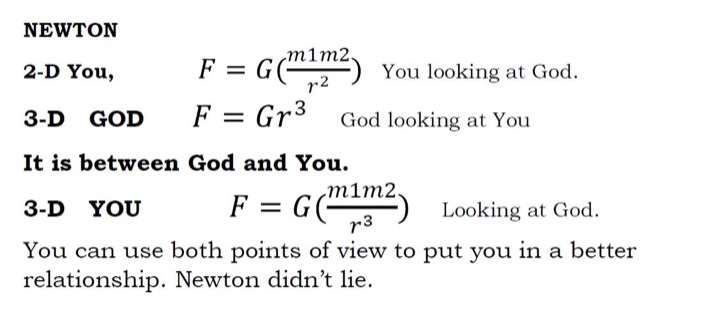 NEWTON
2-D You, F = G(m1m2/r²) You looking at God.
3-D GOD F = Gr³ God looking at You
It is between God and You.
3-D YOU F = G(m1m2/r³) Looking at God.
You can use both points of view to put you in a better
relationship. Newton didn’t lie.